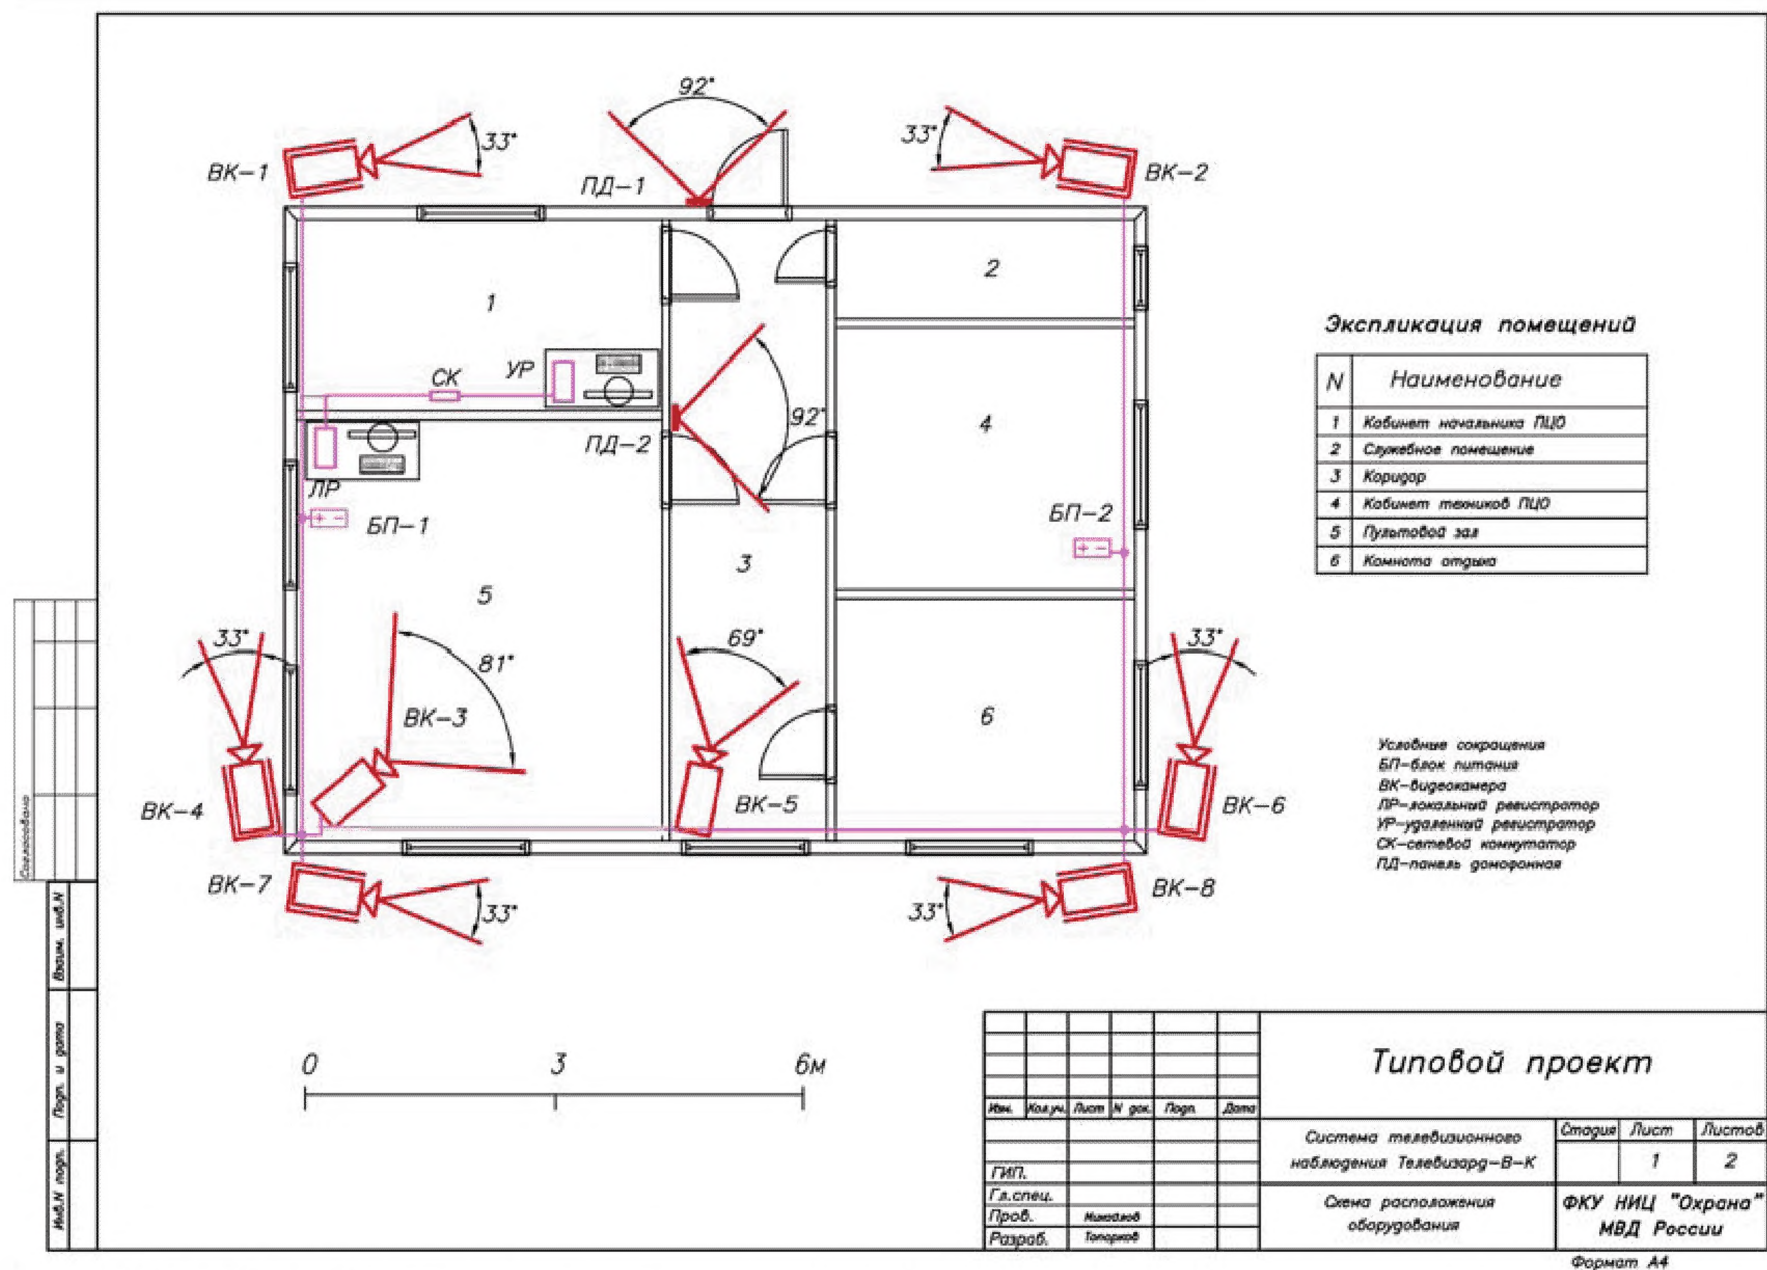 92°
33°
33°
ВК-1
ПД-1
ВК-2
1
2
УР
СК
92°
4
ПД-2
ЛР
БП-1
БП-2
3
5
33°
81°
69°
33°
ВК-3
6
ВК-4
ВК-5
ВК-6
ВК-7
33°
33°
ВК-8
Экспликация помещений
N Наименование
1 Кабинет начальника ПЦО
2 Служебное помещение
3 Коридор
4 Кабинет техников ПЦО
5 Пультовой зал
6 Комната отдыха
Условные сокращения
БП-блок питания
ВК-видеокамера
ЛР-локальный регистратор
УР-удаленный регистратор
СК-сетевой коммутатор
ПД-панель домофонная
0 3 6м
Согласовано
Взаим. инв.N
Подп. и дата
Инв.N подл.
Типовой проект
Изм. Кол.уч. Лист N док. Подп. Дата
Система телевизионного
наблюдения Телевизард-В-К
Стадия Лист Листов
1 2
ГИП.
Гл.спец.
Пров.
Разраб. Топорков
Схема расположения
оборудования
ФКУ НИЦ "Охрана"
МВД России
Формат А4